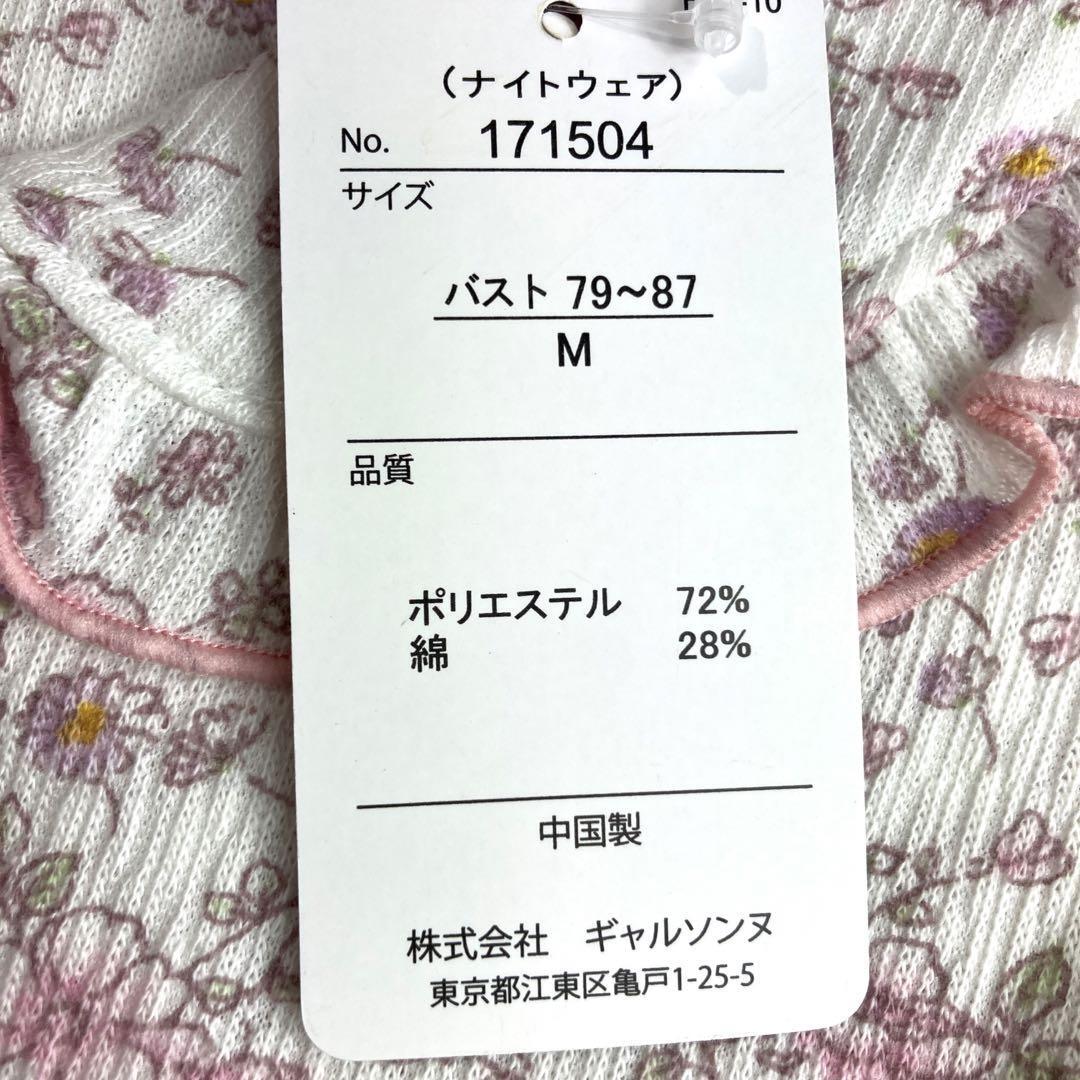 (ナイトウェア)
No. 171504
サイズ
バスト 79~87
M
品質
ポリエステル 72%
綿 28%
中国製
株式会社 ギャルソンヌ
東京都江東区亀戸1-25-5